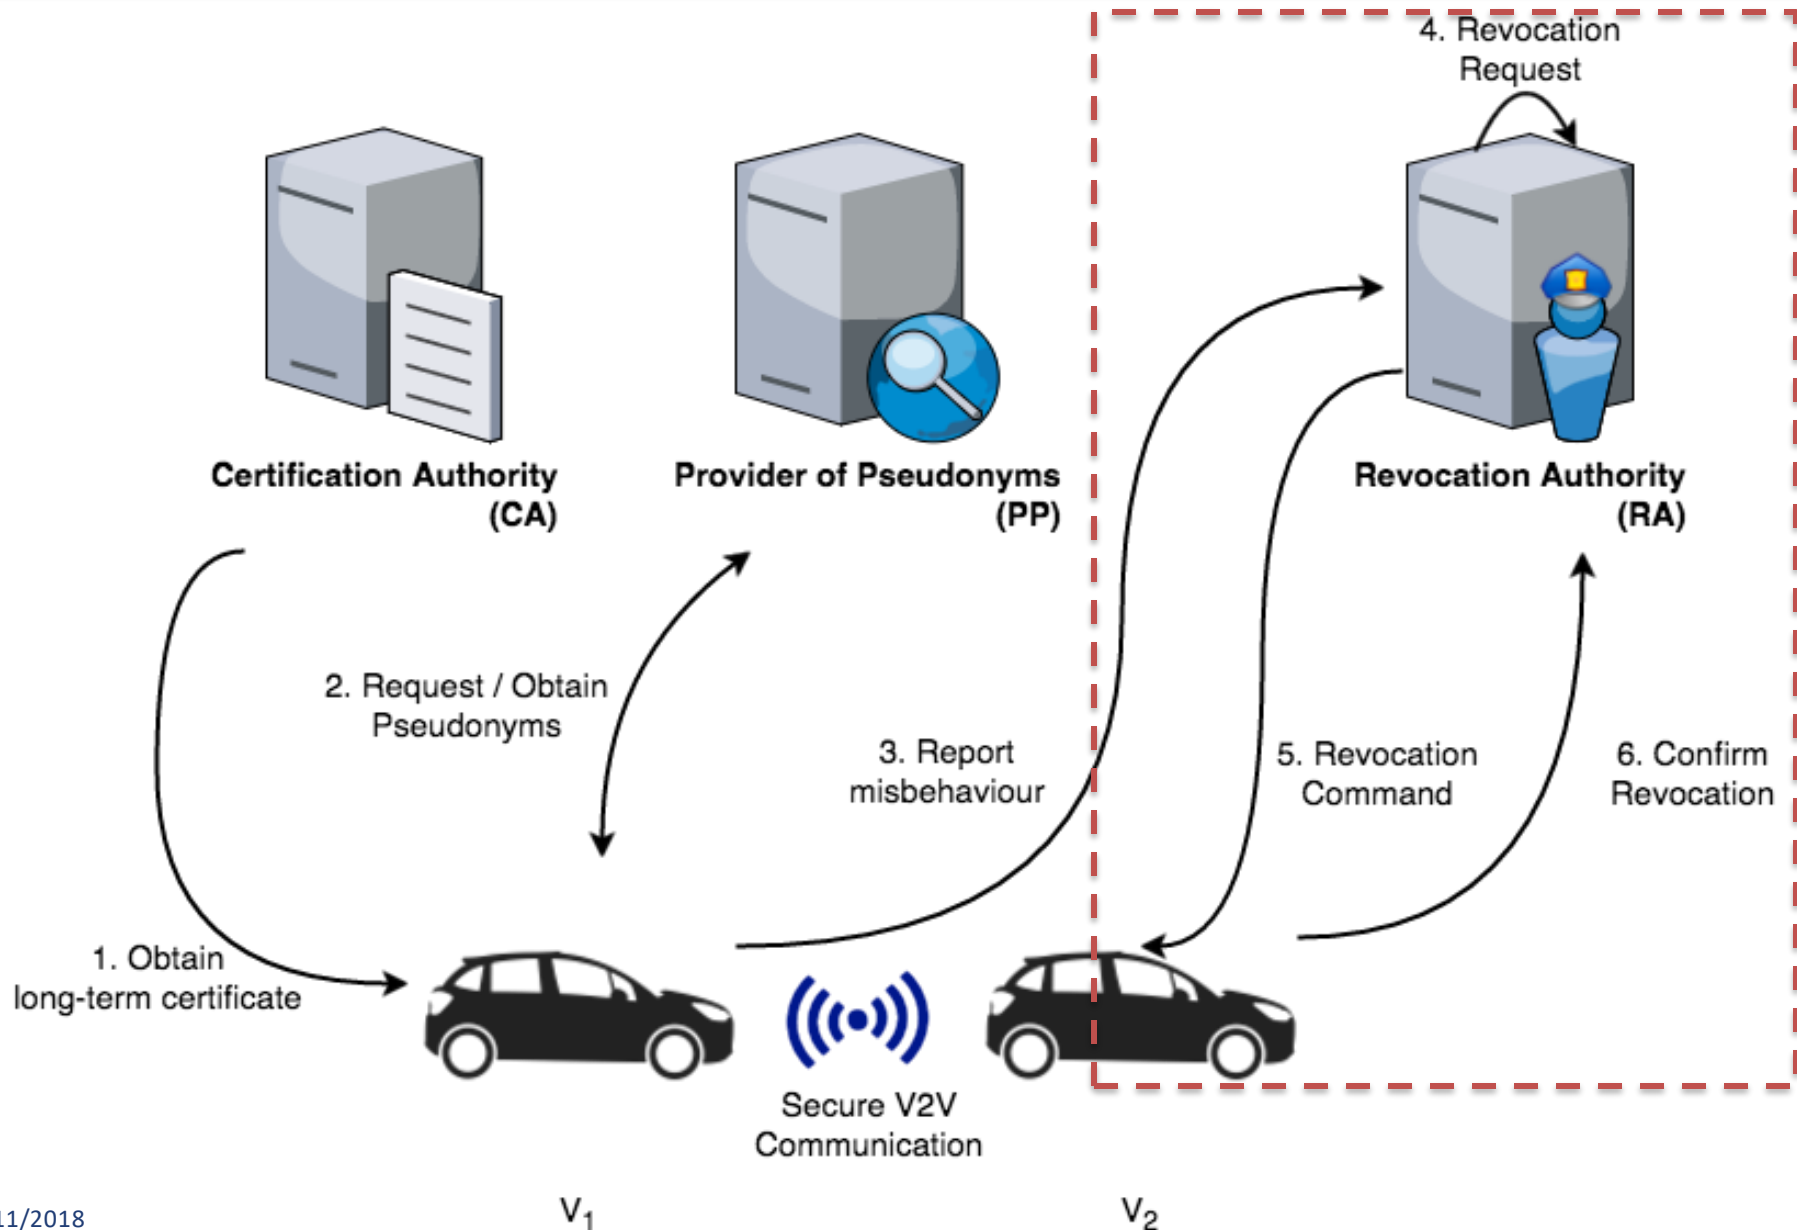 4. Revocation
Request
Certification Authority
(CA)
Provider of Pseudonyms
(PP)
Revocation Authority
(RA)
2. Request / Obtain
Pseudonyms
3. Report
misbehaviour
5. Revocation
Command
6. Confirm
Revocation
1. Obtain
long-term certificate
Secure V2V
Communication
V1
V2
11/2018